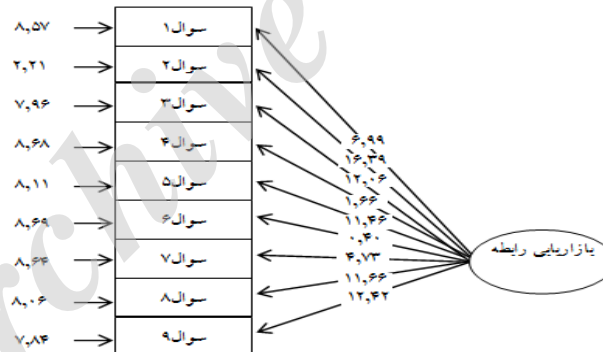 ۸,۵۷ سوال۱
۲,۲۱ سوال۲
۷,۹۶ سوال۳
۸,۶۸ سوال۴
۸,۱۱ سوال۵
۸,۶۹ سوال۶
۸,۶۴ سوال۷
۸,۰۶ سوال۸
۷,۸۴ سوال۹
۶,۹۹
۱۶,۳۹
۱۲,۰۶
۱,۶۶
۱۱,۴۶
۰,۴۰
۴,۷۳
۱۱,۶۶
۱۲,۴۲
بازاریابی رابطه
rchive